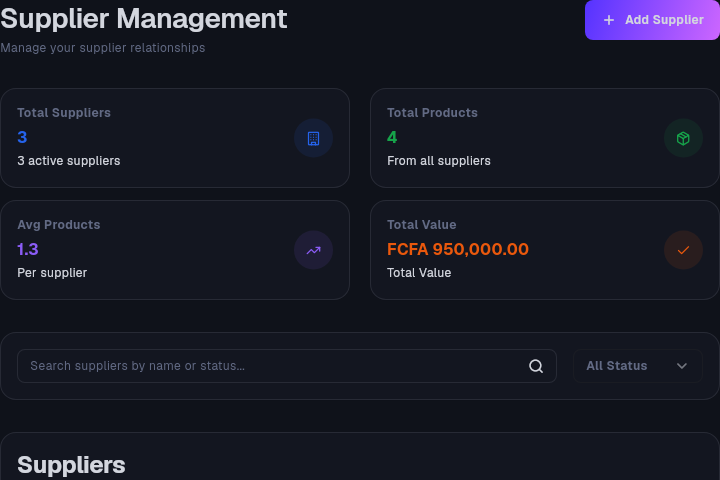 Supplier Management
Add Supplier
Manage your supplier relationships
Total Suppliers
3
3 active suppliers
Total Products
4
From all suppliers
Avg Products
1.3
Per supplier
Total Value
FCFA 950,000.00
Total Value
Search suppliers by name or status...
All Status
Suppliers